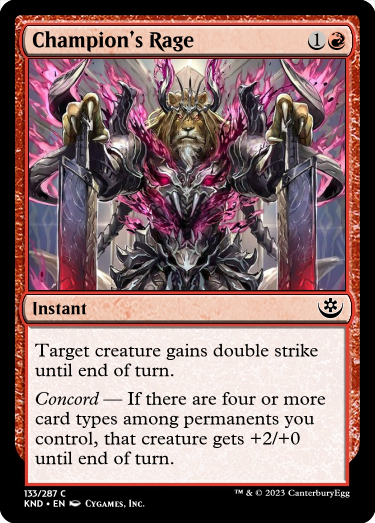 Champion's Rage 1
Instant
Target creature gains double strike
until end of turn.
Concord — If there are four or more
card types among permanents you
control, that creature gets +2/+0
until end of turn.
133/287 C
KND • EN CYGAMES, INC.
™ & © 2023 CanterburyEgg